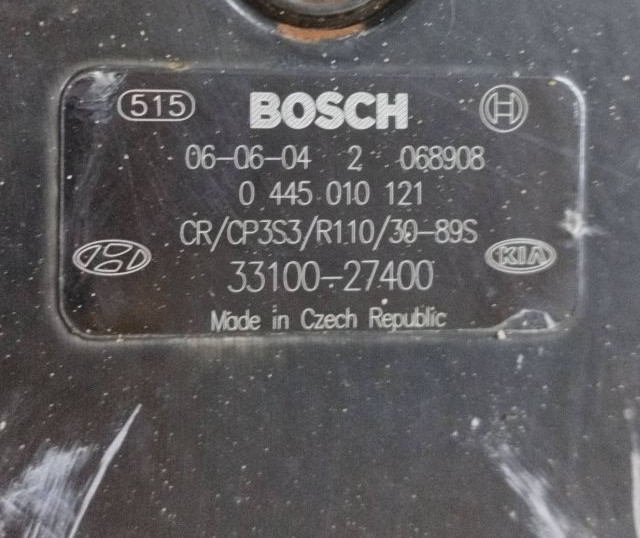 515 BOSCH H
06-06-04 2 068908
0 445 010 121
CR/CP3S3/R110/30-89S
KIA
33100-27400
Made in Czech Republic